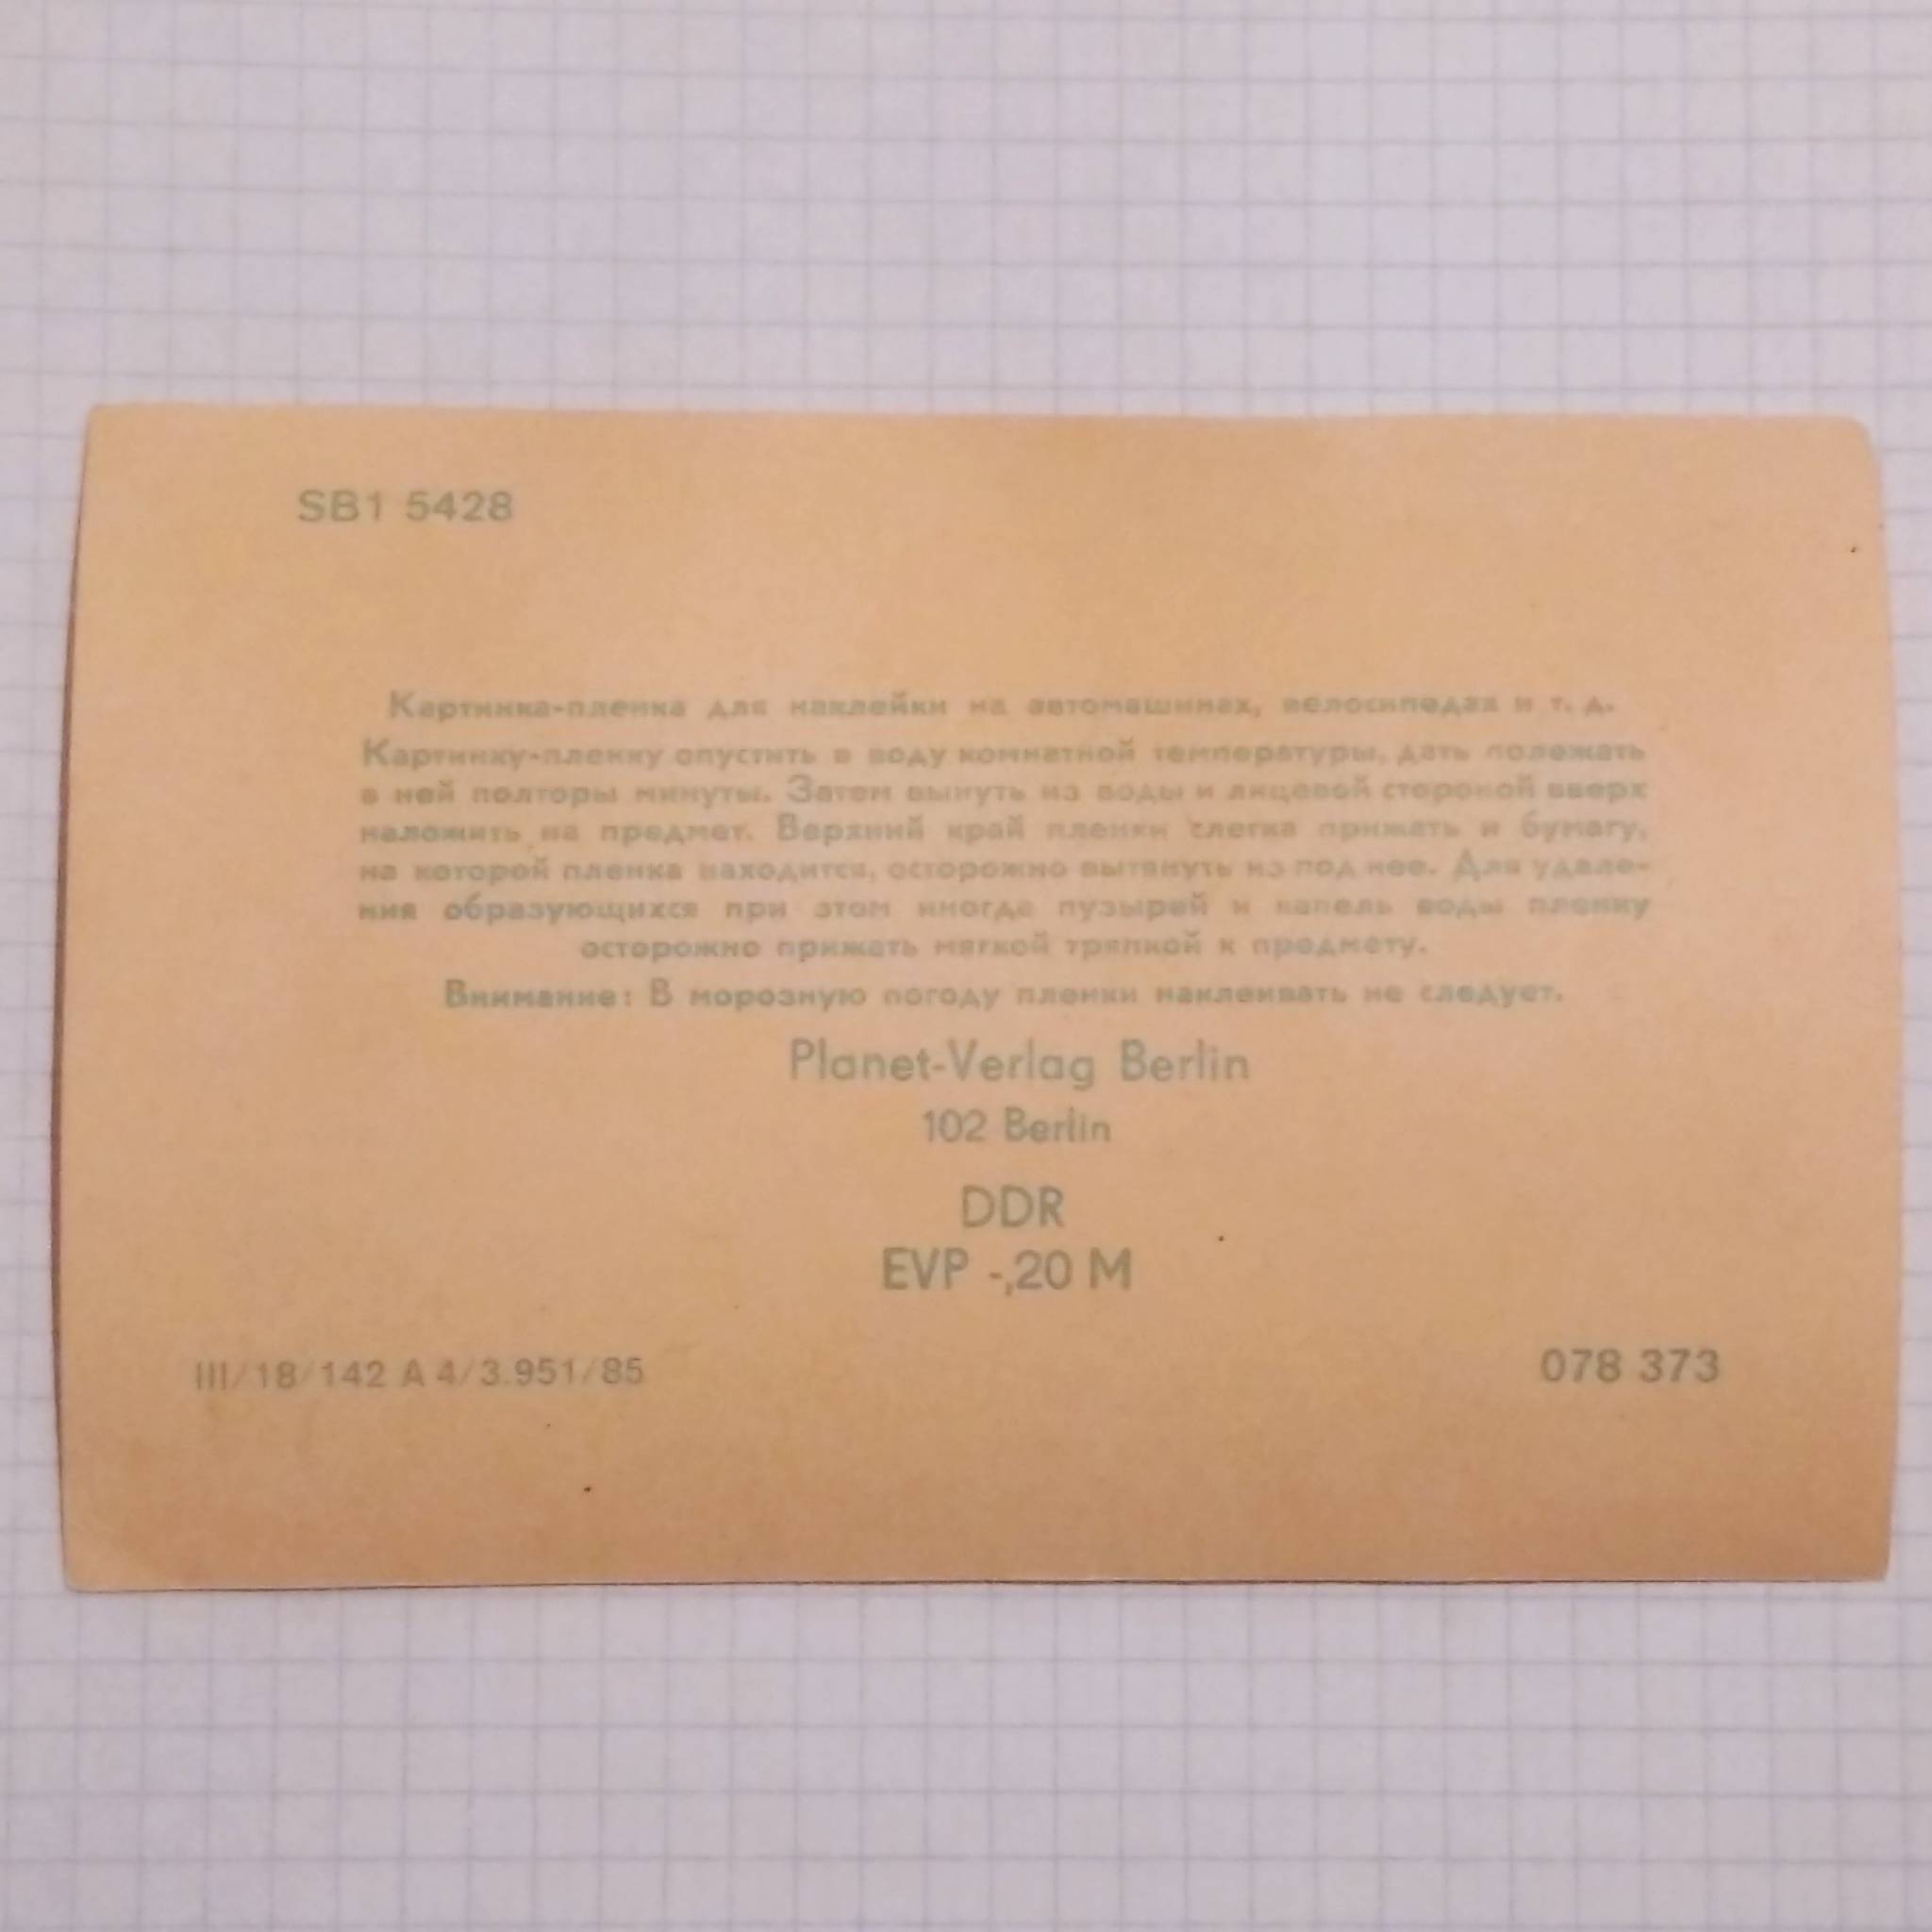 SB1 5428
Картинка-пленка для наклейки на автомашинах, велосипедах и т. д.
Картинку-пленку опустить в воду комнатной температуры, дать полежать
в ней полторы минуты. Затем вынуть из воды и лицевой стороной вверх
наложить на предмет. Верхний край пленки слегка прижать и бумагу,
на которой пленка находится, осторожно вытянуть из под нее. Для удале-
ния образующихся при этом иногда пузырей и капель воды пленку
осторожно прижать мягкой тряпкой к предмету.
Внимание: В морозную погоду пленки наклеивать не следует.
Planet-Verlag Berlin
102 Berlin
DDR
EVP -,20 M
III/18/142 A 4/3.951/85
078 373